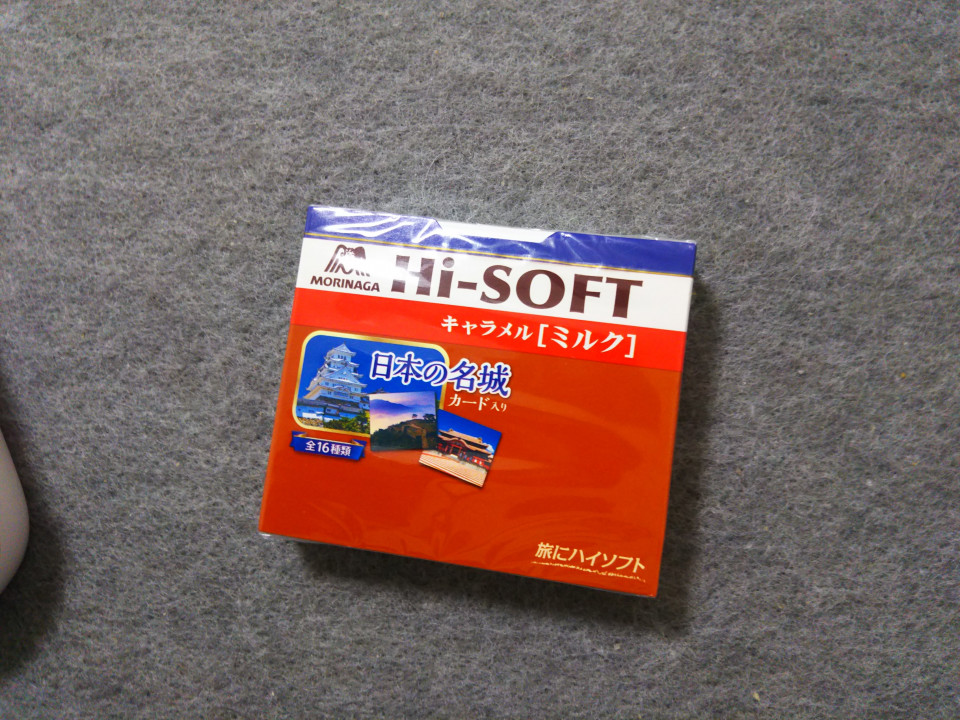 MORINAGA
Hi-SOFT
キャラメル[ミルク]
日本の名城
カード入り
全16種類
旅にハイソフト